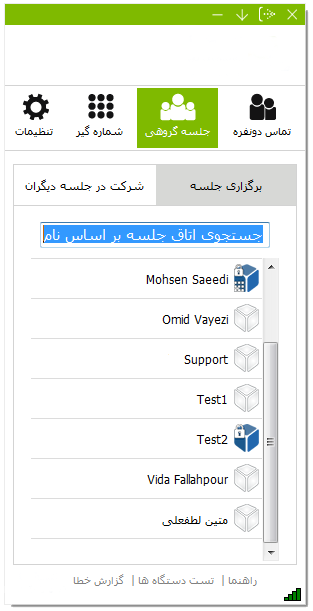 تماس دونفره
جلسه گروهی
شماره گیر
تنظیمات
برگزاری جلسه
شرکت در جلسه دیگران
جستجوی اتاق جلسه بر اساس نام
Mohsen Saeedi
Omid Vayezi
Support
Test1
Test2
Vida Fallahpour
متین لطفعلی
راهنما | تست دستگاه ها | گزارش خطا